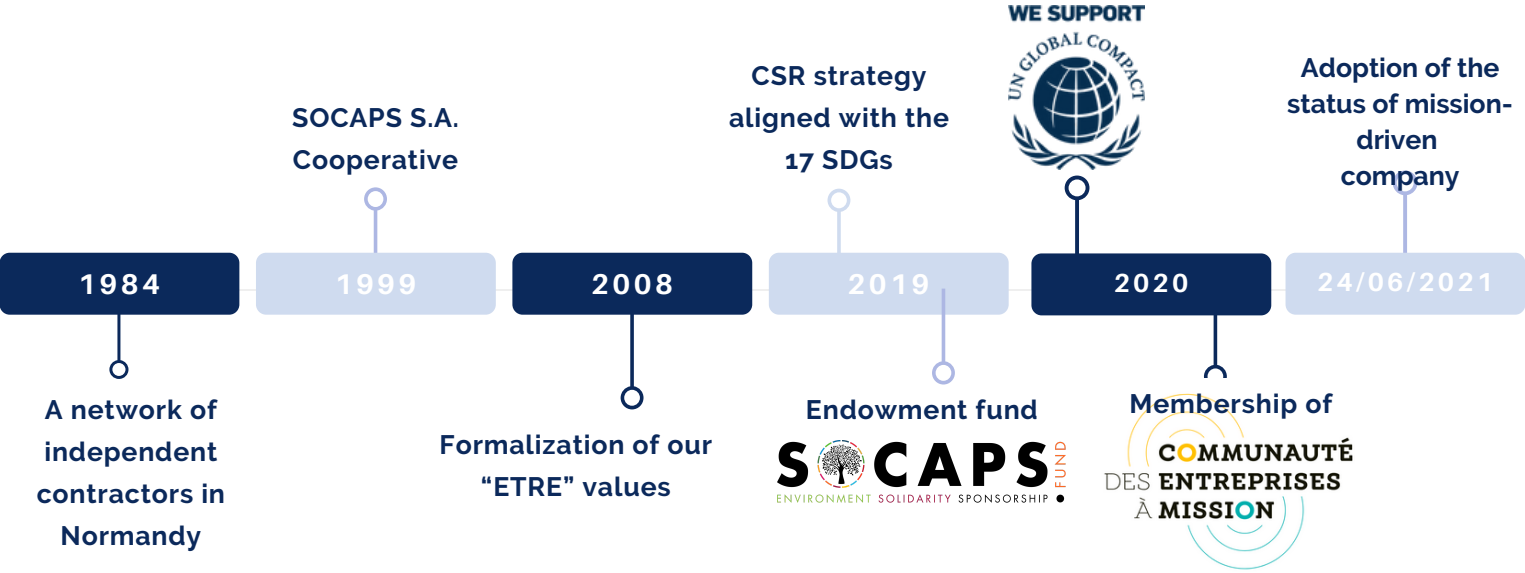 WE SUPPORT
UN GLOBAL COMPACT
CSR strategy
aligned with the
17 SDGs
Adoption of the
status of mission-
driven
company
SOCAPS S.A.
Cooperative
1984
1999
2008
2019
2020
24/06/2021
A network of
independent
contractors in
Normandy
Formalization of our
“ETRE” values
Endowment fund
SOCAPS FUND
ENVIRONMENT SOLIDARITY SPONSORSHIP
Membership of
COMMUNAUTÉ
DES ENTREPRISES
À MISSION